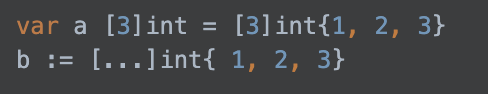 var a [3]int = [3]int{1, 2, 3}
b := [...]int{ 1, 2, 3}